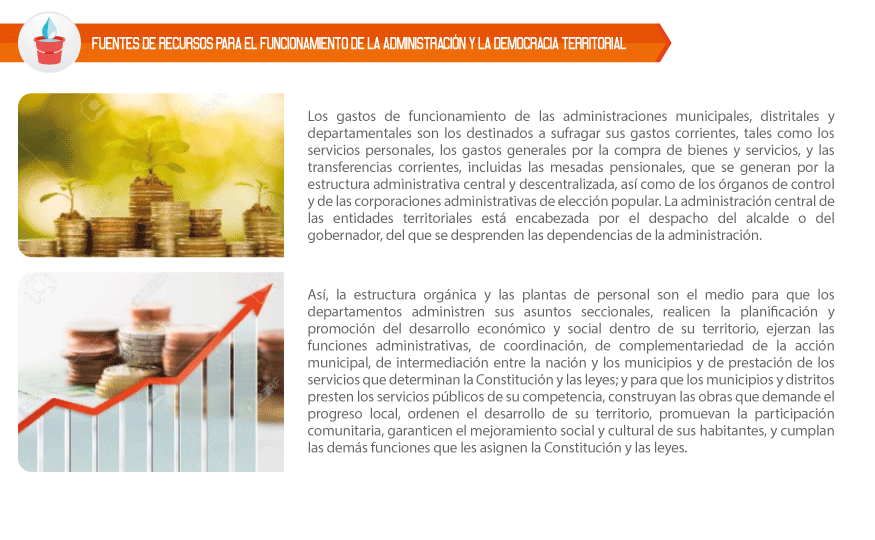 FUENTES DE RECURSOS PARA EL FUNCIONAMIENTO DE LA ADMINISTRACIÓN Y LA DEMOCRACIA TERRITORIAL
Los gastos de funcionamiento de las administraciones municipales, distritales y
departamentales son los destinados a sufragar sus gastos corrientes, tales como los
servicios personales, los gastos generales por la compra de bienes y servicios, y las
transferencias corrientes, incluidas las mesadas pensionales, que se generan por la
estructura administrativa central y descentralizada, así como de los órganos de control
y de las corporaciones administrativas de elección popular. La administración central de
las entidades territoriales está encabezada por el despacho del alcalde o del
gobernador, del que se desprenden las dependencias de la administración.
Así, la estructura orgánica y las plantas de personal son el medio para que los
departamentos administren sus asuntos seccionales, realicen la planificación y
promoción del desarrollo económico y social dentro de su territorio, ejerzan las
funciones administrativas, de coordinación, de complementariedad de la acción
municipal, de intermediación entre la nación y los municipios y de prestación de los
servicios que determinan la Constitución y las leyes; y para que los municipios y distritos
presten los servicios públicos de su competencia, construyan las obras que demande el
progreso local, ordenen el desarrollo de su territorio, promuevan la participación
comunitaria, garanticen el mejoramiento social y cultural de sus habitantes, y cumplan
las demás funciones que les asignen la Constitución y las leyes.